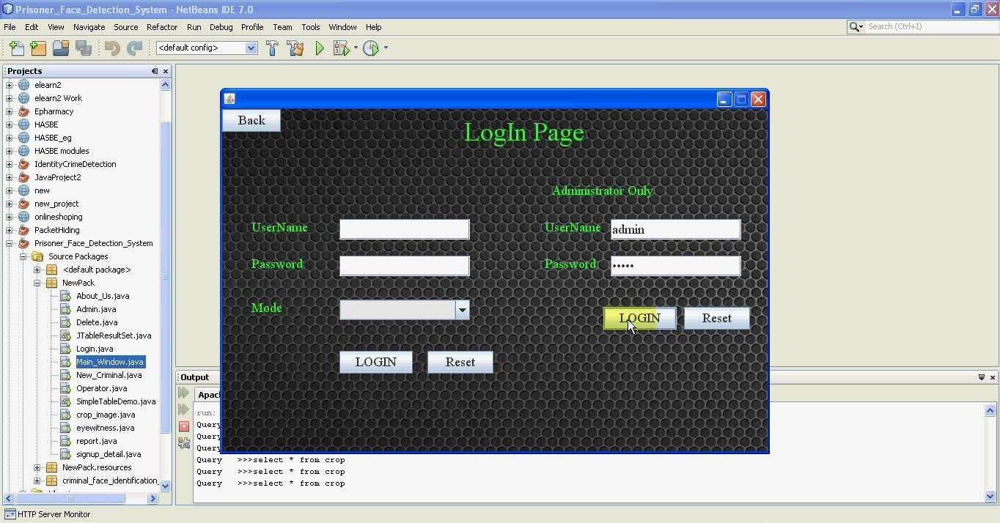 Prisoner_Face_Detection_System - NetBeans IDE 7.0
File Edit View Navigate Source Refactor Run Debug Profile Team Tools Window Help
Search (Ctrl+I)
<default config>
Projects
elearn2
elearn2 Work
Epharmacy
HASBE
HASBE_eg
HASBE modules
IdentityCrimeDetection
JavaProject2
new
new_project
onlineshoping
PacketHiding
Prisoner_Face_Detection_System
Source Packages
<default package>
NewPack
About_Us.java
Admin.java
Delete.java
JTableResultSet.java
Login.java
Main_Window.java
New_Criminal.java
Operator.java
SimpleTableDemo.java
crop_image.java
eyewitness.java
report.java
signup_detail.java
NewPack.resources
criminal_face_identification_
Back
LogIn Page
Administrator Only
UserName
UserName admin
Password
Password •••••
Mode
LOGIN Reset
LOGIN Reset
Output
Apac
run:
Query
Query
Query
Query >>>select * from crop
Query >>>select * from crop
Query >>>select * from crop
HTTP Server Monitor